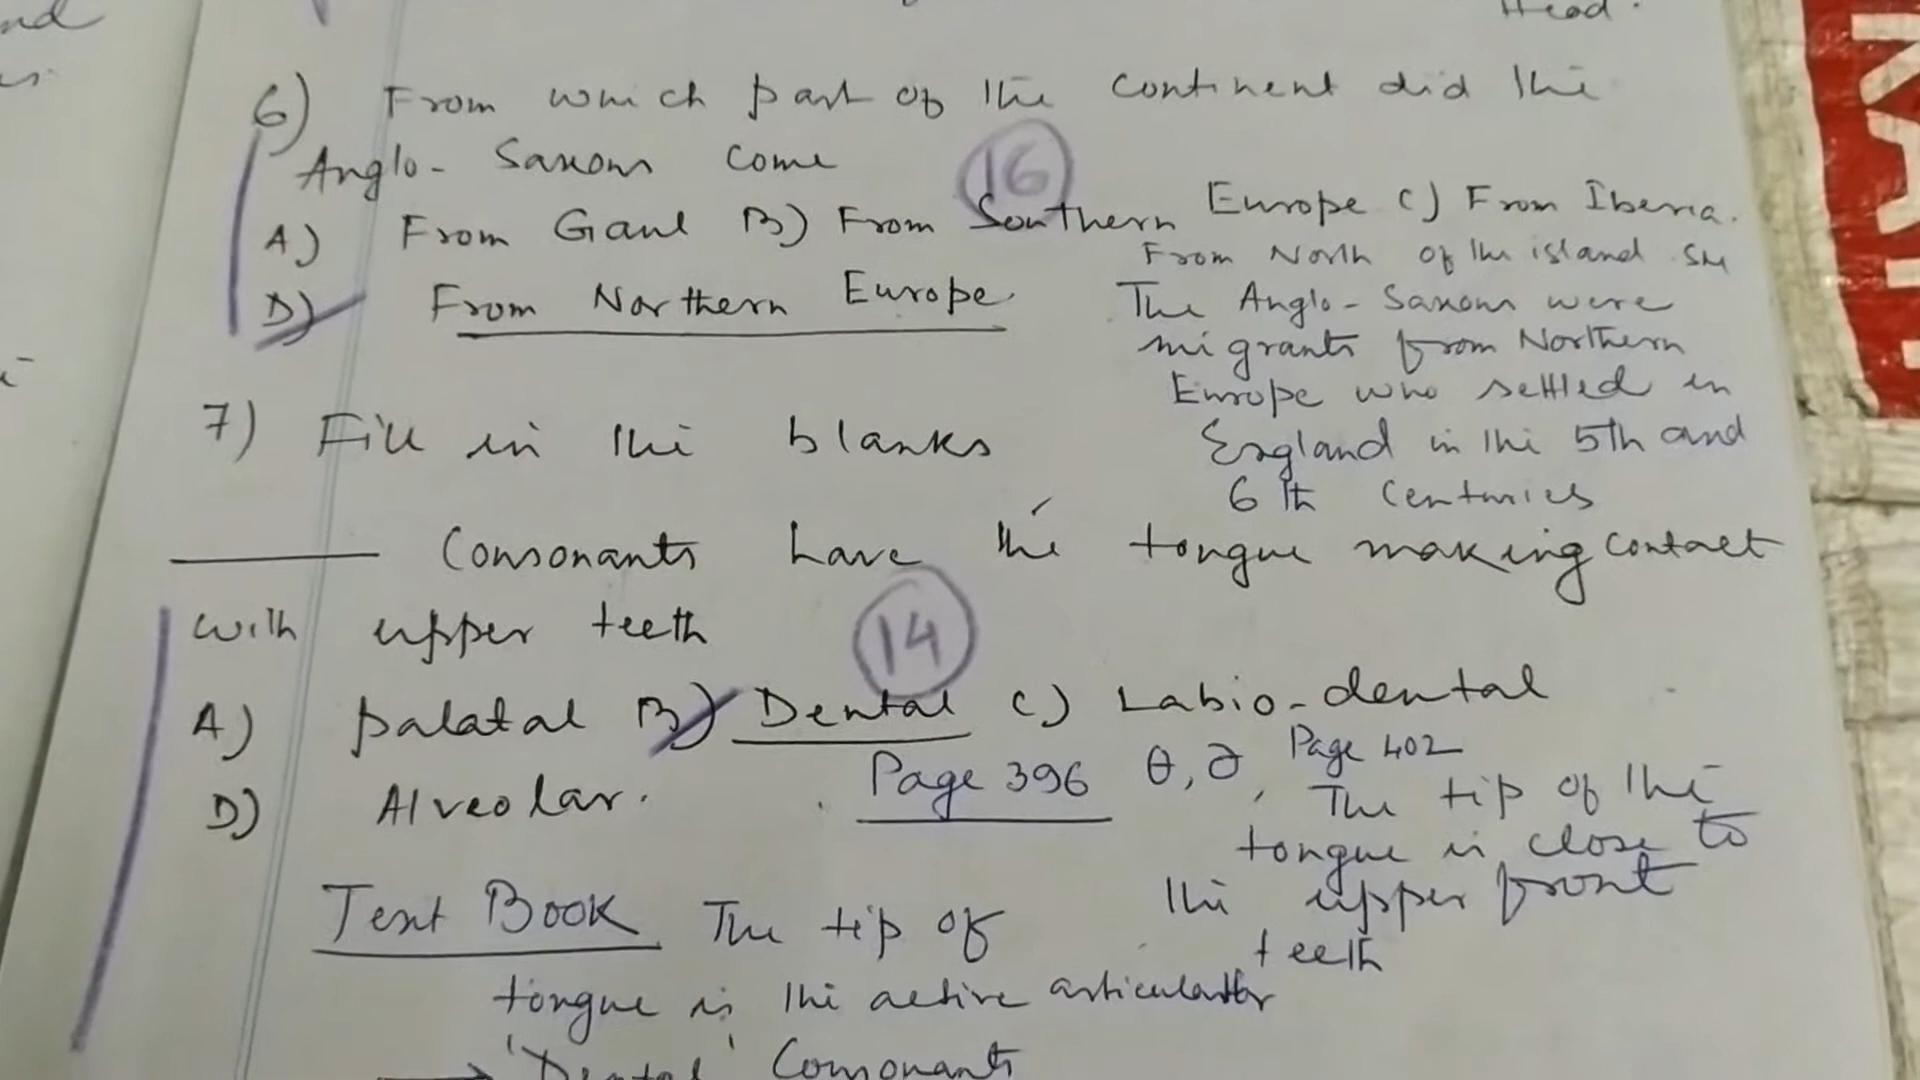 Head.
6) From which part of the continent did the
Anglo- Saxons come
16
A) From Gaul B) From Southern Europe C) From Iberia.
D) From Northern Europe.
From North of the island
The Anglo-Saxons were
migrants from Northern
Europe who settled in
England in the 5th and
6th Centuries
7) Fill in the blanks
Consonants have the tongue making contact
with upper teeth
14
A) palatal B) Dental C) Labio-dental
D) Alveolar.
Page 396 θ, ∂, Page 402
The tip of the
tongue is close to
the upper front
teeth
Text Book The tip of
tongue is the active articulator
→ 'Dental' Consonants